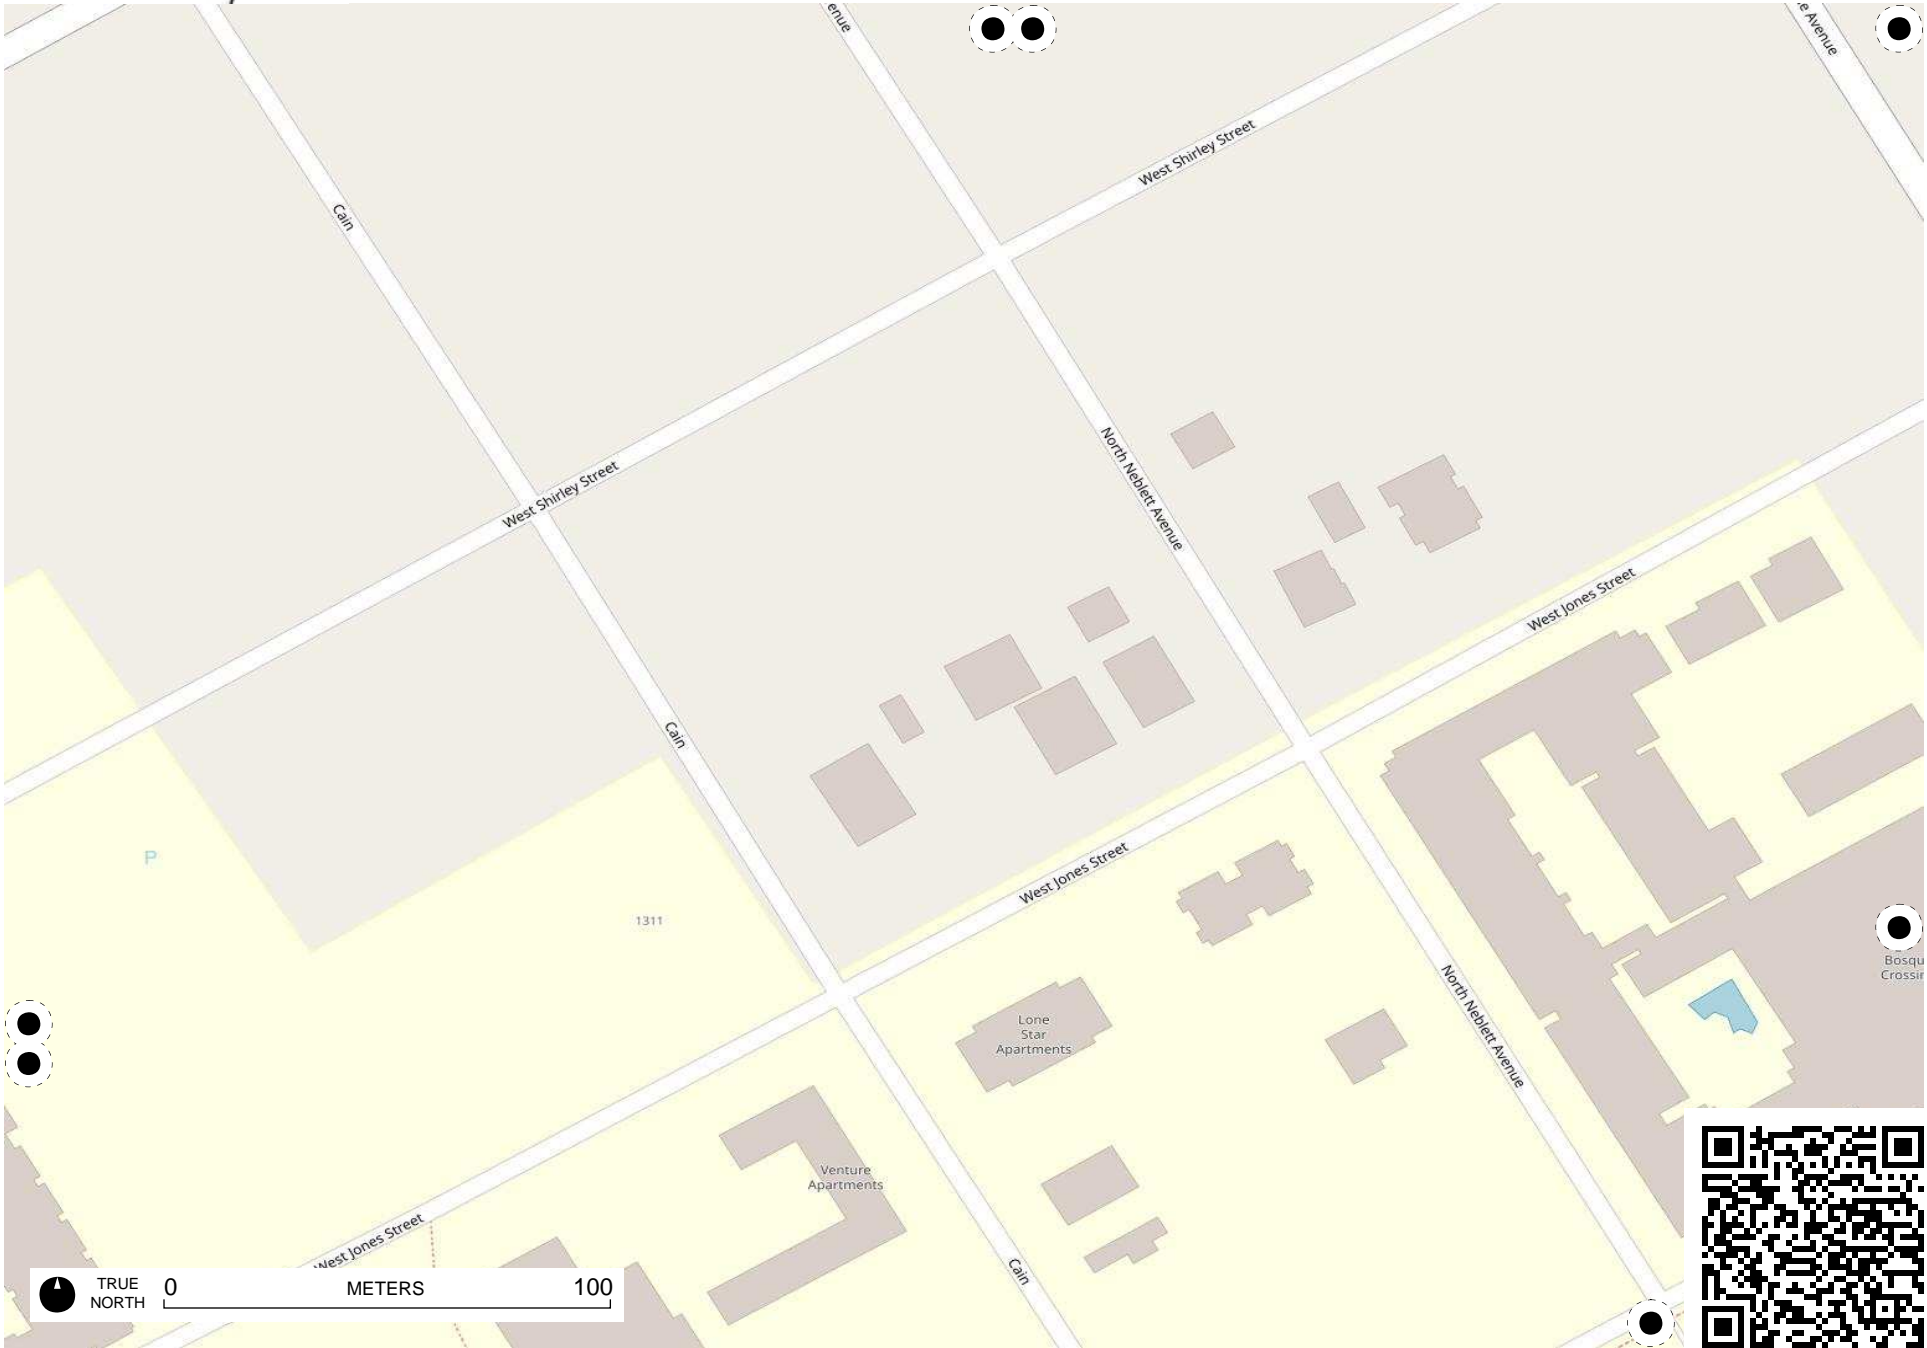 enue
e Avenue
West Shirley Street
Cain
West Shirley Street
North Neblett Avenue
West Jones Street
Cain
P
West Jones Street
1311
Bosqu
Crossin
North Neblett Avenue
Lone
Star
Apartments
Venture
Apartments
West Jones Street
Cain
TRUE
NORTH
0 METERS 100